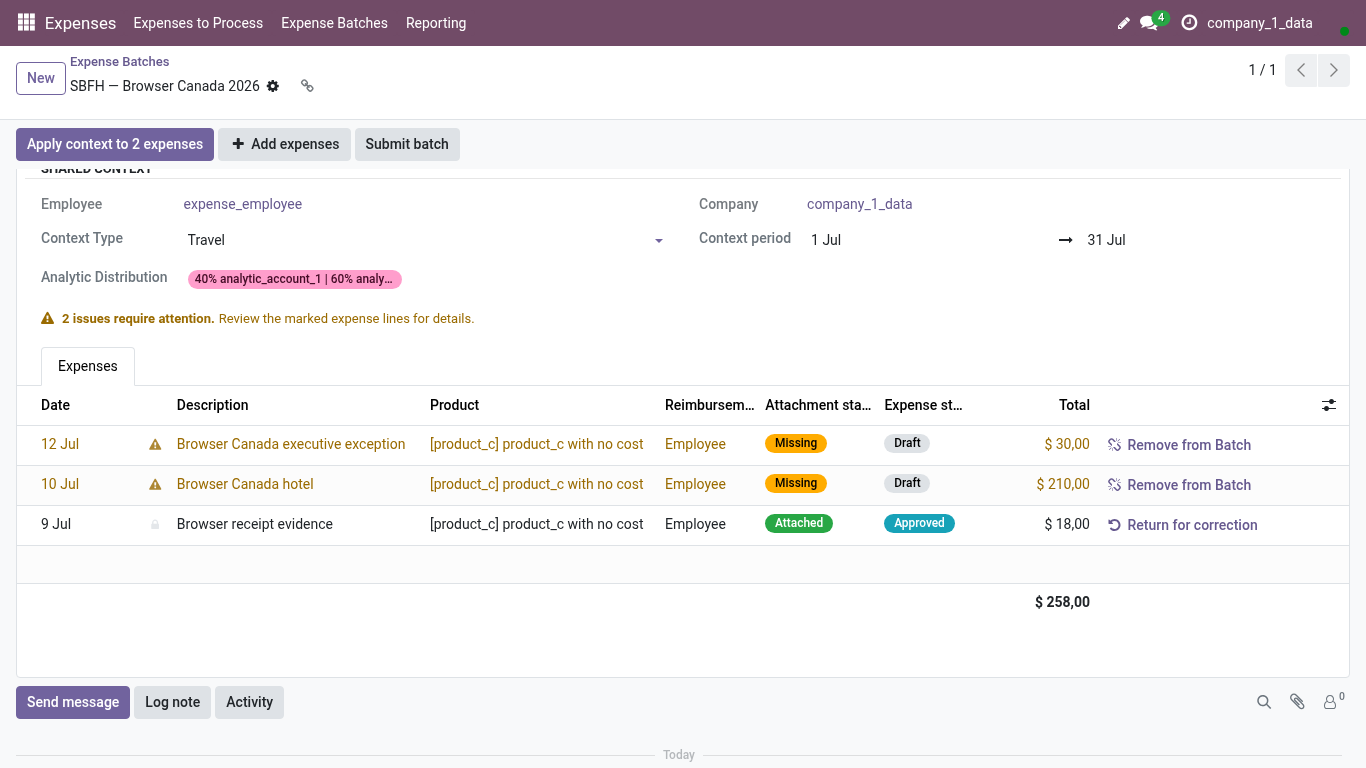 Expenses Expenses to Process Expense Batches Reporting 4 company_1_data
New Expense Batches 1 / 1
SBFH — Browser Canada 2026
Apply context to 2 expenses Add expenses Submit batch
SHARED CONTEXT
Employee expense_employee Company company_1_data
Context Type Travel Context period 1 Jul 31 Jul
Analytic Distribution 40% analytic_account_1 | 60% analy...
2 issues require attention. Review the marked expense lines for details.
Expenses
Date Description Product Reimbursem... Attachment sta... Expense st... Total
12 Jul Browser Canada executive exception [product_c] product_c with no cost Employee Missing Draft $ 30,00 Remove from Batch
10 Jul Browser Canada hotel [product_c] product_c with no cost Employee Missing Draft $ 210,00 Remove from Batch
9 Jul Browser receipt evidence [product_c] product_c with no cost Employee Attached Approved $ 18,00 Return for correction
$ 258,00
Send message Log note Activity 0
Today